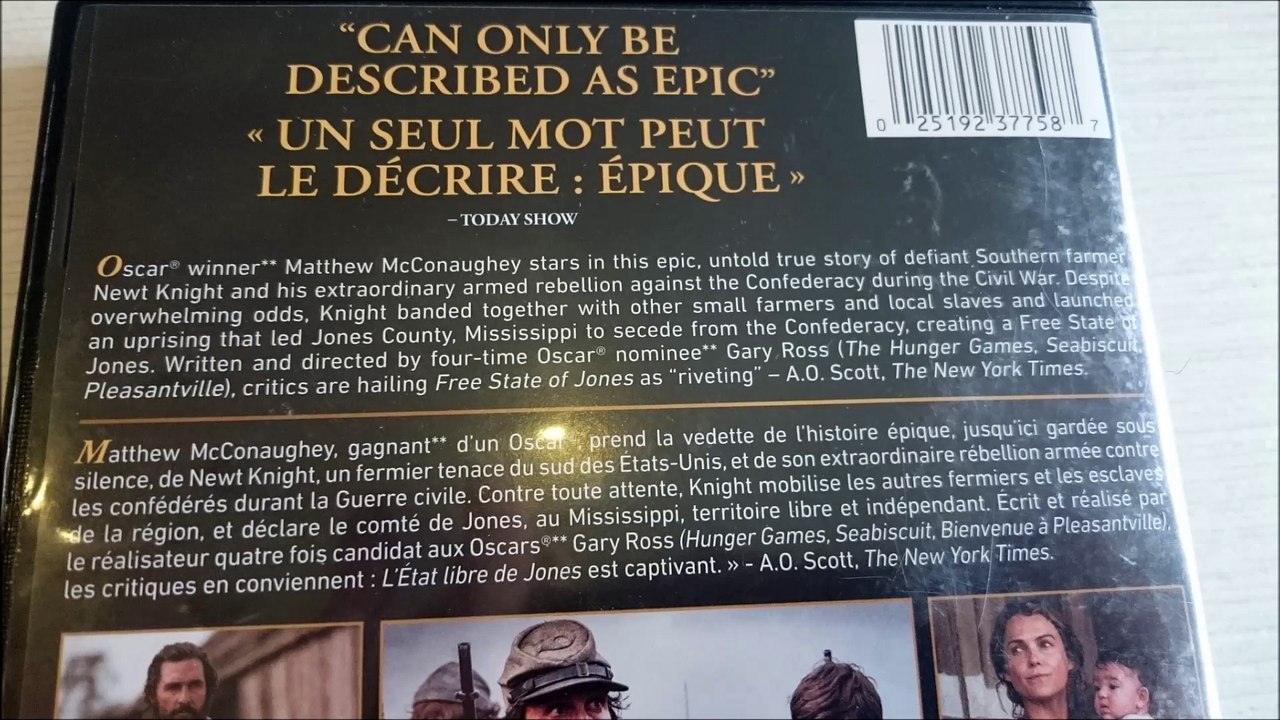 “CAN ONLY BE
DESCRIBED AS EPIC”
« UN SEUL MOT PEUT
LE DÉCRIRE : ÉPIQUE »
– TODAY SHOW
0 25192 37758 7
Oscar® winner** Matthew McConaughey stars in this epic, untold true story of defiant Southern farmer,
Newt Knight and his extraordinary armed rebellion against the Confederacy during the Civil War. Despite
overwhelming odds, Knight banded together with other small farmers and local slaves and launched
an uprising that led Jones County, Mississippi to secede from the Confederacy, creating a Free State of
Jones. Written and directed by four-time Oscar® nominee** Gary Ross (The Hunger Games, Seabiscuit,
Pleasantville), critics are hailing Free State of Jones as “riveting” – A.O. Scott, The New York Times.
Matthew McConaughey, gagnant** d’un Oscar®, prend la vedette de l’histoire épique, jusqu’ici gardée sous
silence, de Newt Knight, un fermier tenace du sud des États-Unis, et de son extraordinaire rébellion armée contre
les confédérés durant la Guerre civile. Contre toute attente, Knight mobilise les autres fermiers et les esclaves
de la région, et déclare le comté de Jones, au Mississippi, territoire libre et indépendant. Écrit et réalisé par
le réalisateur quatre fois candidat aux Oscars®** Gary Ross (Hunger Games, Seabiscuit, Bienvenue à Pleasantville),
les critiques en conviennent : L’État libre de Jones est captivant. » - A.O. Scott, The New York Times.